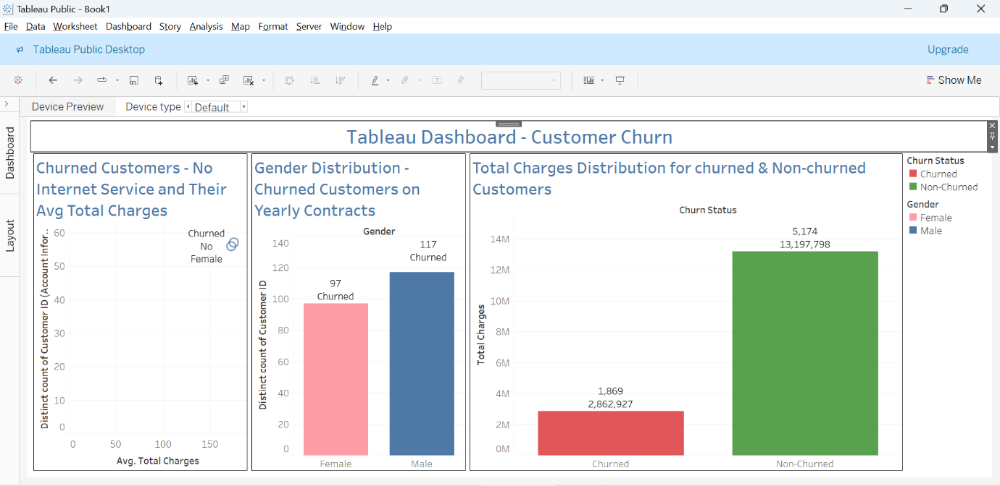 Tableau Public - Book1
File Data Worksheet Dashboard Story Analysis Map Format Server Window Help
Tableau Public Desktop
Upgrade
Show Me
Device Preview
Device type
Default
Dashboard
Layout
Tableau Dashboard - Customer Churn
Churned Customers - No
Internet Service and Their
Avg Total Charges
Distinct count of Customer ID (Account Infor..
60
50
40
30
20
10
0
Churned
No
Female
0 50 100 150
Avg. Total Charges
Gender Distribution -
Churned Customers on
Yearly Contracts
Gender
Distinct count of Customer ID
140
120
100
80
60
40
20
0
97
Churned
117
Churned
Female Male
Total Charges Distribution for churned & Non-churned
Customers
Churn Status
Total Charges
14M
12M
10M
8M
6M
4M
2M
0M
1,869
2,862,927
5,174
13,197,798
Churned Non-Churned
Churn Status
Churned
Non-Churned
Gender
Female
Male